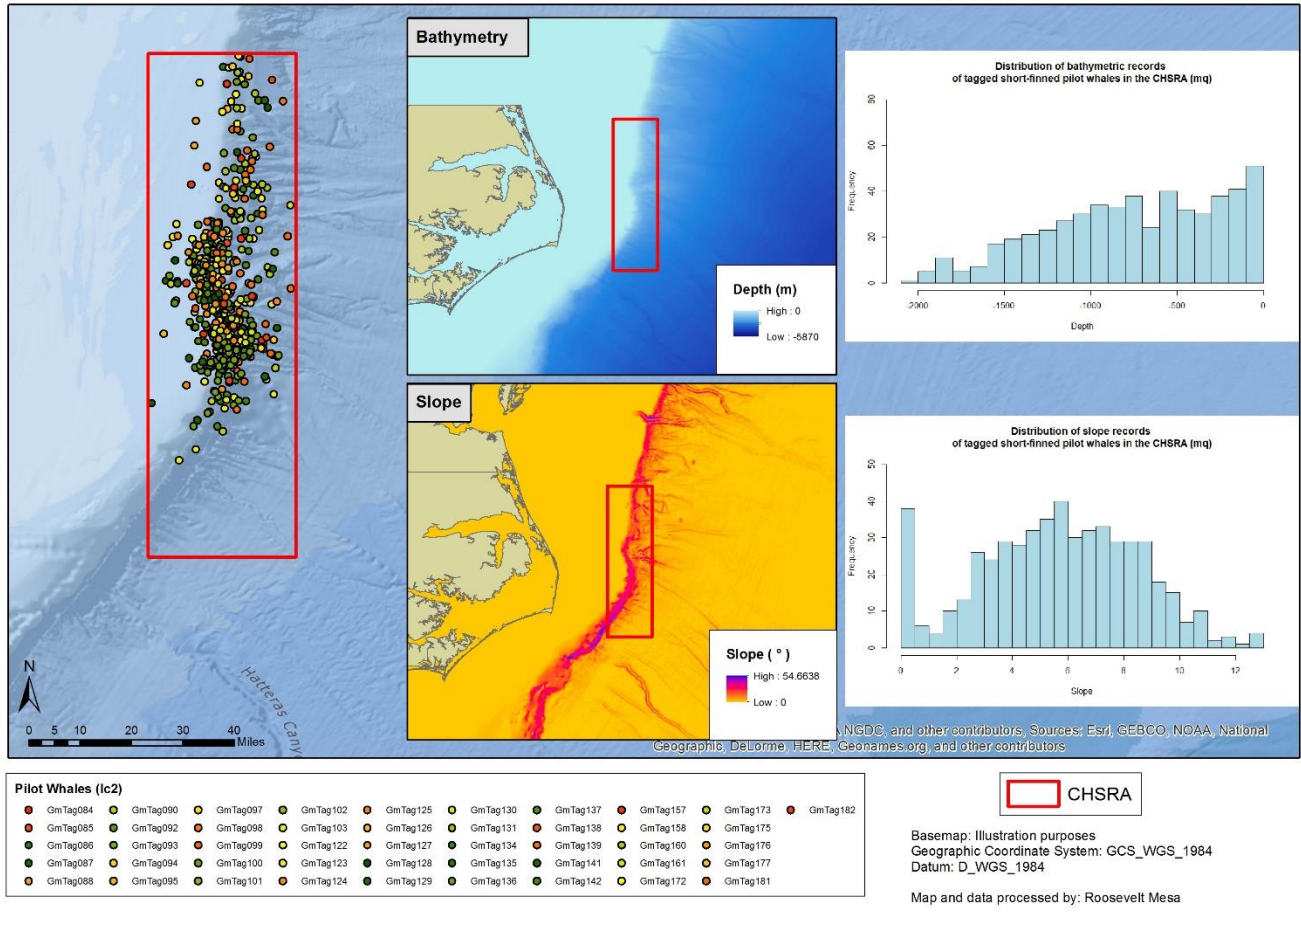 Bathymetry
Depth (m)
High : 0
Low : -5870
Distribution of bathymetric records
of tagged short-finned pilot whales in the CHSRA (mq)
Frequency
80
60
40
20
0
-2000 -1500 -1000 -500 0
Depth
Slope
Slope ( ° )
High : 54.6638
Low : 0
Distribution of slope records
of tagged short-finned pilot whales in the CHSRA (mq)
Frequency
50
40
30
20
10
0
0 2 4 6 8 10 12
Slope
N
0 5 10 20 30 40
Miles
Hatteras Cany
NGDC, and other contributors, Sources: Esri, GEBCO, NOAA, National
Geographic, DeLorme, HERE, Geonames.org, and other contributors
Pilot Whales (lc2)
GmTag084 GmTag090 GmTag097 GmTag102 GmTag125 GmTag130 GmTag137 GmTag157 GmTag173 GmTag182
GmTag085 GmTag092 GmTag098 GmTag103 GmTag126 GmTag131 GmTag138 GmTag158 GmTag175
GmTag086 GmTag093 GmTag099 GmTag122 GmTag127 GmTag134 GmTag139 GmTag160 GmTag176
GmTag087 GmTag094 GmTag100 GmTag123 GmTag128 GmTag135 GmTag141 GmTag161 GmTag177
GmTag088 GmTag095 GmTag101 GmTag124 GmTag129 GmTag136 GmTag142 GmTag172 GmTag181
CHSRA
Basemap: Illustration purposes
Geographic Coordinate System: GCS_WGS_1984
Datum: D_WGS_1984
Map and data processed by: Roosevelt Mesa